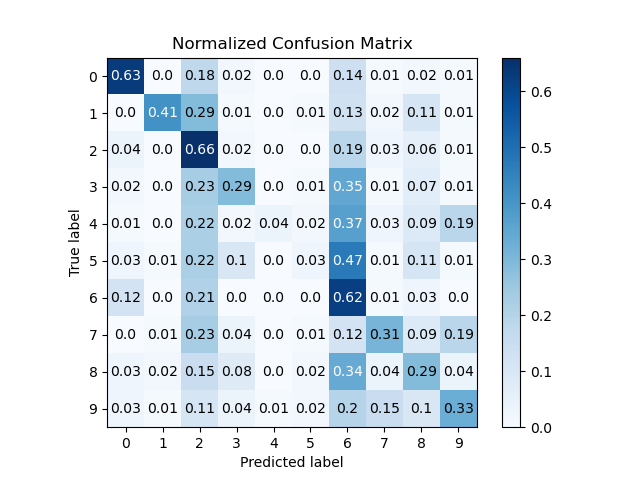 Normalized Confusion Matrix
0 0.63 0.0 0.18 0.02 0.0 0.0 0.14 0.01 0.02 0.01
1 0.0 0.41 0.29 0.01 0.0 0.01 0.13 0.02 0.11 0.01
2 0.04 0.0 0.66 0.02 0.0 0.0 0.19 0.03 0.06 0.01
3 0.02 0.0 0.23 0.29 0.0 0.01 0.35 0.01 0.07 0.01
4 0.01 0.0 0.22 0.02 0.04 0.02 0.37 0.03 0.09 0.19
5 0.03 0.01 0.22 0.1 0.0 0.03 0.47 0.01 0.11 0.01
6 0.12 0.0 0.21 0.0 0.0 0.0 0.62 0.01 0.03 0.0
7 0.0 0.01 0.23 0.04 0.0 0.01 0.12 0.31 0.09 0.19
8 0.03 0.02 0.15 0.08 0.0 0.02 0.34 0.04 0.29 0.04
9 0.03 0.01 0.11 0.04 0.01 0.02 0.2 0.15 0.1 0.33
0 1 2 3 4 5 6 7 8 9
Predicted label
True label
0.6
0.5
0.4
0.3
0.2
0.1
0.0